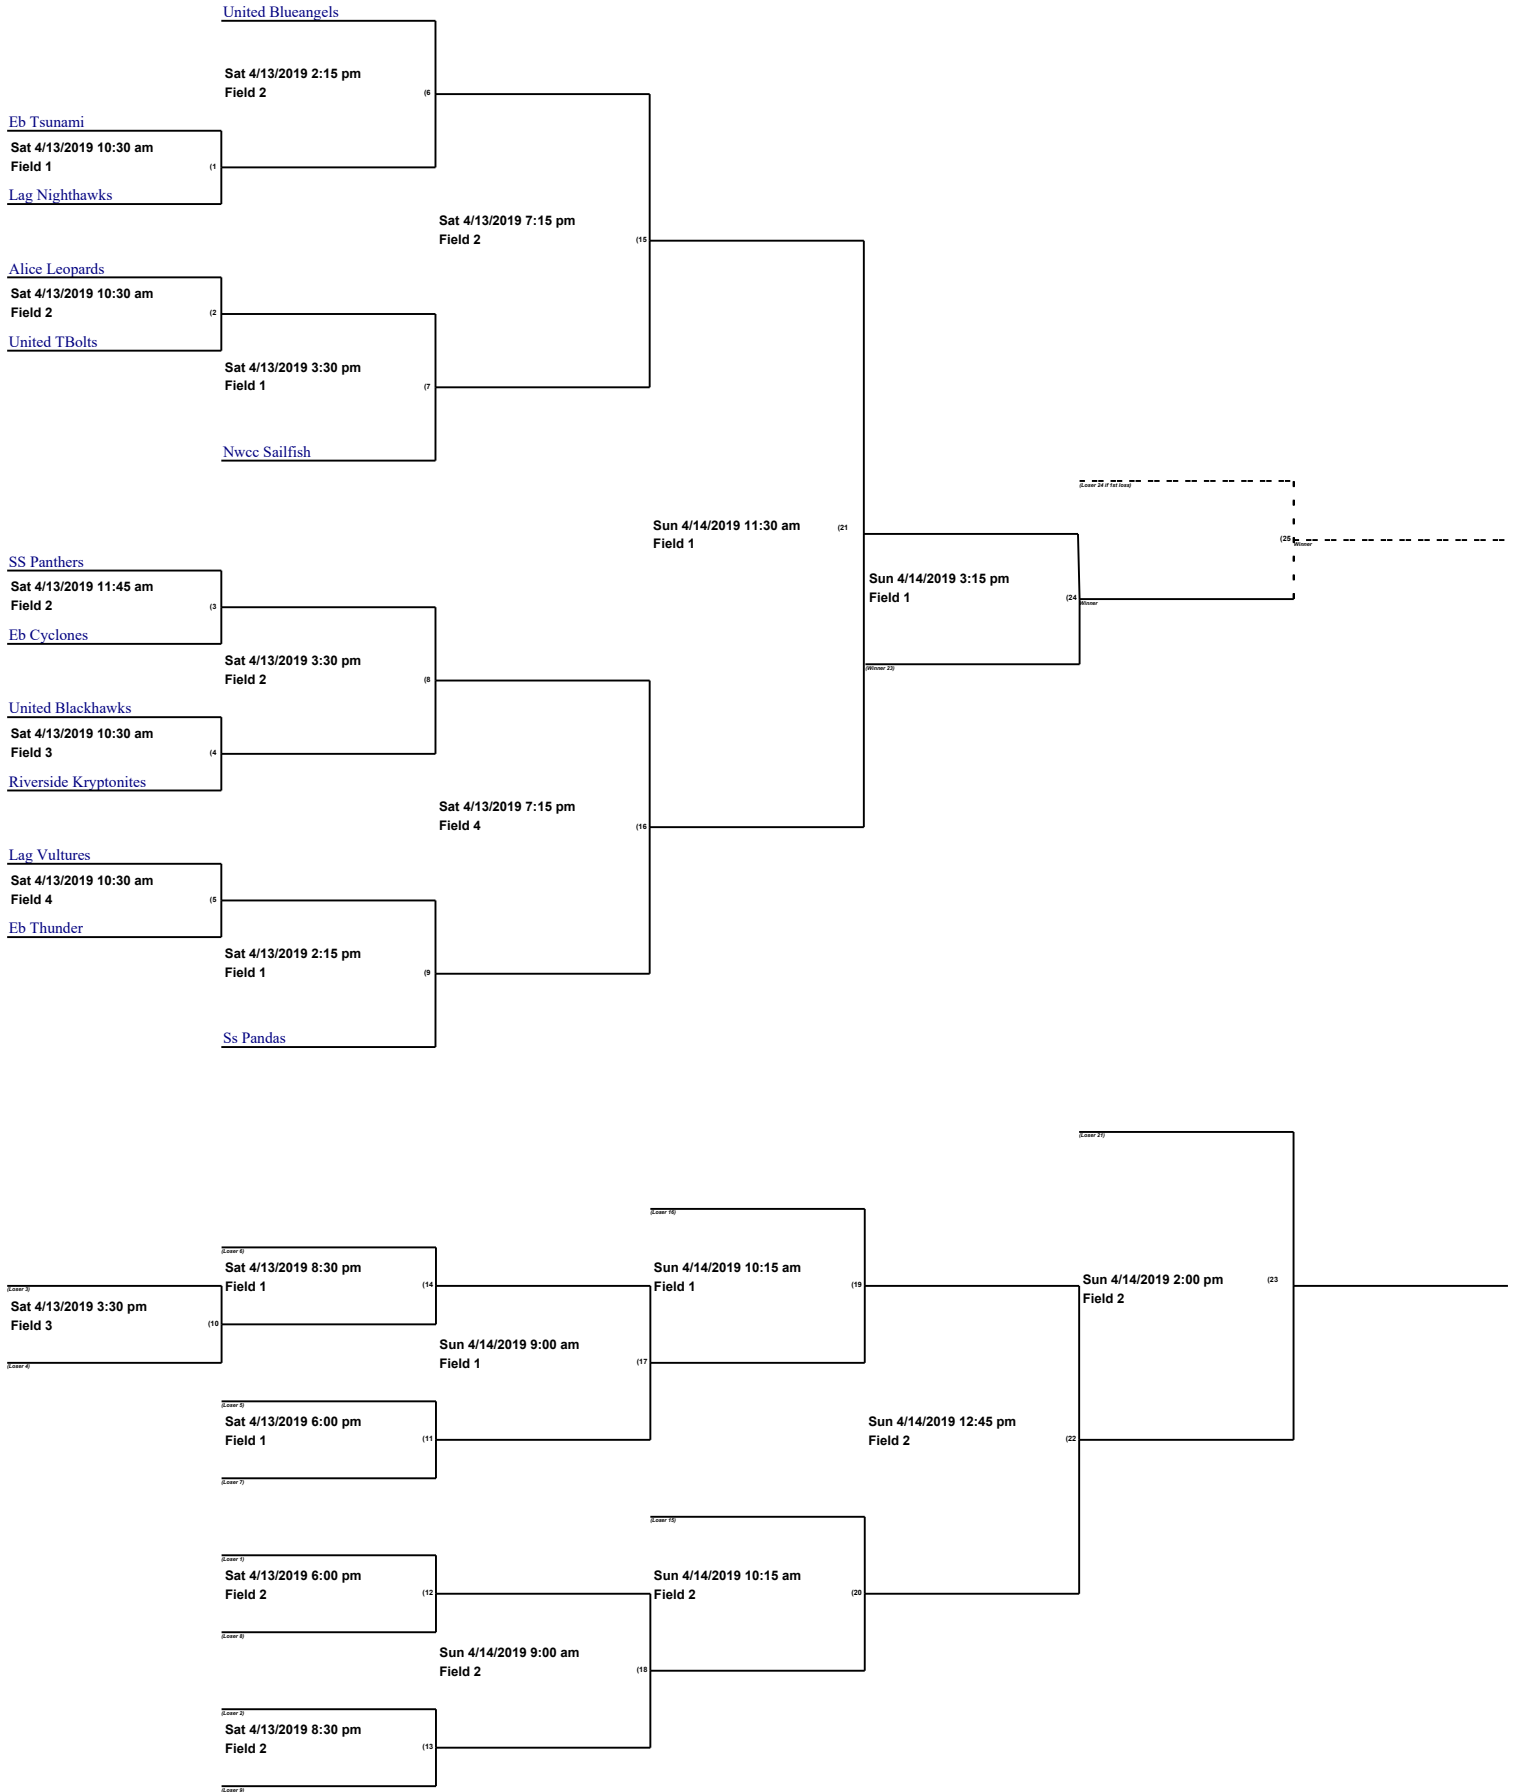 United Blueangels
Sat 4/13/2019 2:15 pm
Field 2
(6
Eb Tsunami
Sat 4/13/2019 10:30 am
Field 1
(1
Lag Nighthawks
Sat 4/13/2019 7:15 pm
Field 2
(15
Alice Leopards
Sat 4/13/2019 10:30 am
Field 2
(2
United TBolts
Sat 4/13/2019 3:30 pm
Field 1
(7
Nwcc Sailfish
(Loser 24 if 1st loss)
Sun 4/14/2019 11:30 am
(21
Field 1
(25
Winner
SS Panthers
Sat 4/13/2019 11:45 am
Field 2
(3
Eb Cyclones
Sun 4/14/2019 3:15 pm
Field 1
(24
Winner
Sat 4/13/2019 3:30 pm
Field 2
(8
(Winner 23)
United Blackhawks
Sat 4/13/2019 10:30 am
Field 3
(4
Riverside Kryptonites
Sat 4/13/2019 7:15 pm
Field 4
(16
Lag Vultures
Sat 4/13/2019 10:30 am
Field 4
(5
Eb Thunder
Sat 4/13/2019 2:15 pm
Field 1
(9
Ss Pandas
(Loser 21)
(Loser 16)
(Loser 6)
Sat 4/13/2019 8:30 pm
Field 1
(14
Sun 4/14/2019 10:15 am
Field 1
(19
Sun 4/14/2019 2:00 pm
(23
Field 2
(Loser 3)
Sat 4/13/2019 3:30 pm
Field 3
(10
(Loser 4)
Sun 4/14/2019 9:00 am
Field 1
(17
(Loser 5)
Sat 4/13/2019 6:00 pm
Field 1
(11
(Loser 7)
Sun 4/14/2019 12:45 pm
Field 2
(22
(Loser 15)
(Loser 1)
Sat 4/13/2019 6:00 pm
Field 2
(12
(Loser 8)
Sun 4/14/2019 10:15 am
Field 2
(20
Sun 4/14/2019 9:00 am
Field 2
(18
(Loser 2)
Sat 4/13/2019 8:30 pm
Field 2
(13
(Loser 9)